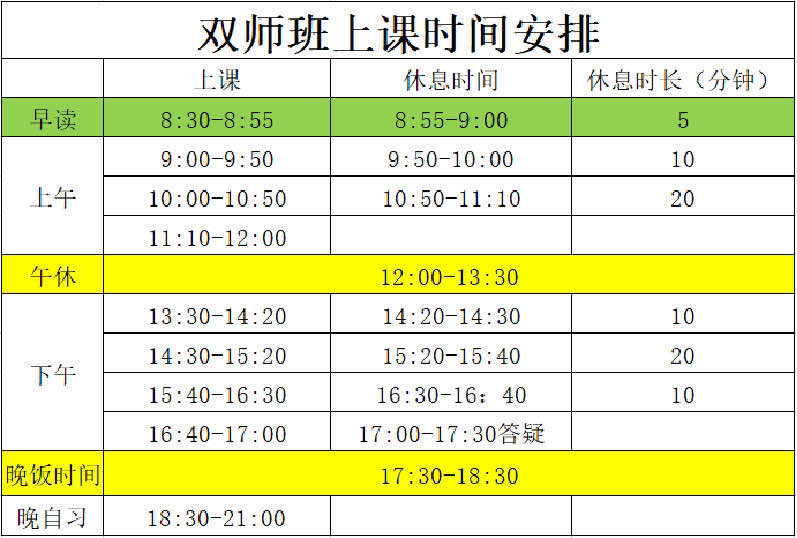 双师班上课时间安排
上课 休息时间 休息时长（分钟）
早读 8:30-8:55 8:55-9:00 5
9:00-9:50 9:50-10:00 10
上午 10:00-10:50 10:50-11:10 20
11:10-12:00
午休 12:00-13:30
13:30-14:20 14:20-14:30 10
下午 14:30-15:20 15:20-15:40 20
15:40-16:30 16:30-16：40 10
16:40-17:00 17:00-17:30答疑
晚饭时间 17:30-18:30
晚自习 18:30-21:00